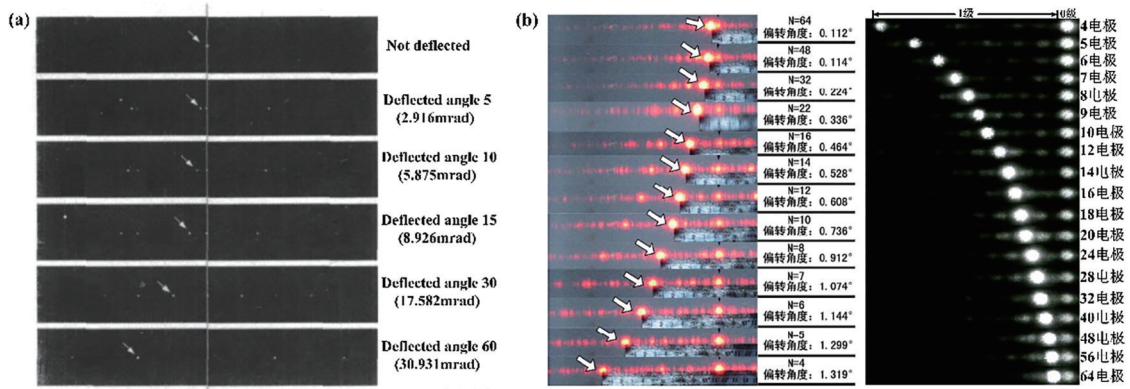 (a)
Not deflected
Deflected angle 5
(2.916mrad)
Deflected angle 10
(5.875mrad)
Deflected angle 15
(8.926mrad)
Deflected angle 30
(17.582mrad)
Deflected angle 60
(30.931mrad)
(b)
N=64
偏转角度: 0.112°
N=48
偏转角度: 0.114°
N=32
偏转角度: 0.224°
N=22
偏转角度: 0.336°
N=16
偏转角度: 0.464°
N=14
偏转角度: 0.528°
N=12
偏转角度: 0.608°
N=10
偏转角度: 0.736°
N=8
偏转角度: 0.912°
N=7
偏转角度: 1.074°
N=6
偏转角度: 1.144°
N-5
偏转角度: 1.299°
N=4
偏转角度: 1.319°
1级
0级
4电极
5电极
6电极
7电极
8电极
9电极
10电极
12电极
14电极
16电极
18电极
20电极
24电极
28电极
32电极
40电极
48电极
56电极
64电极